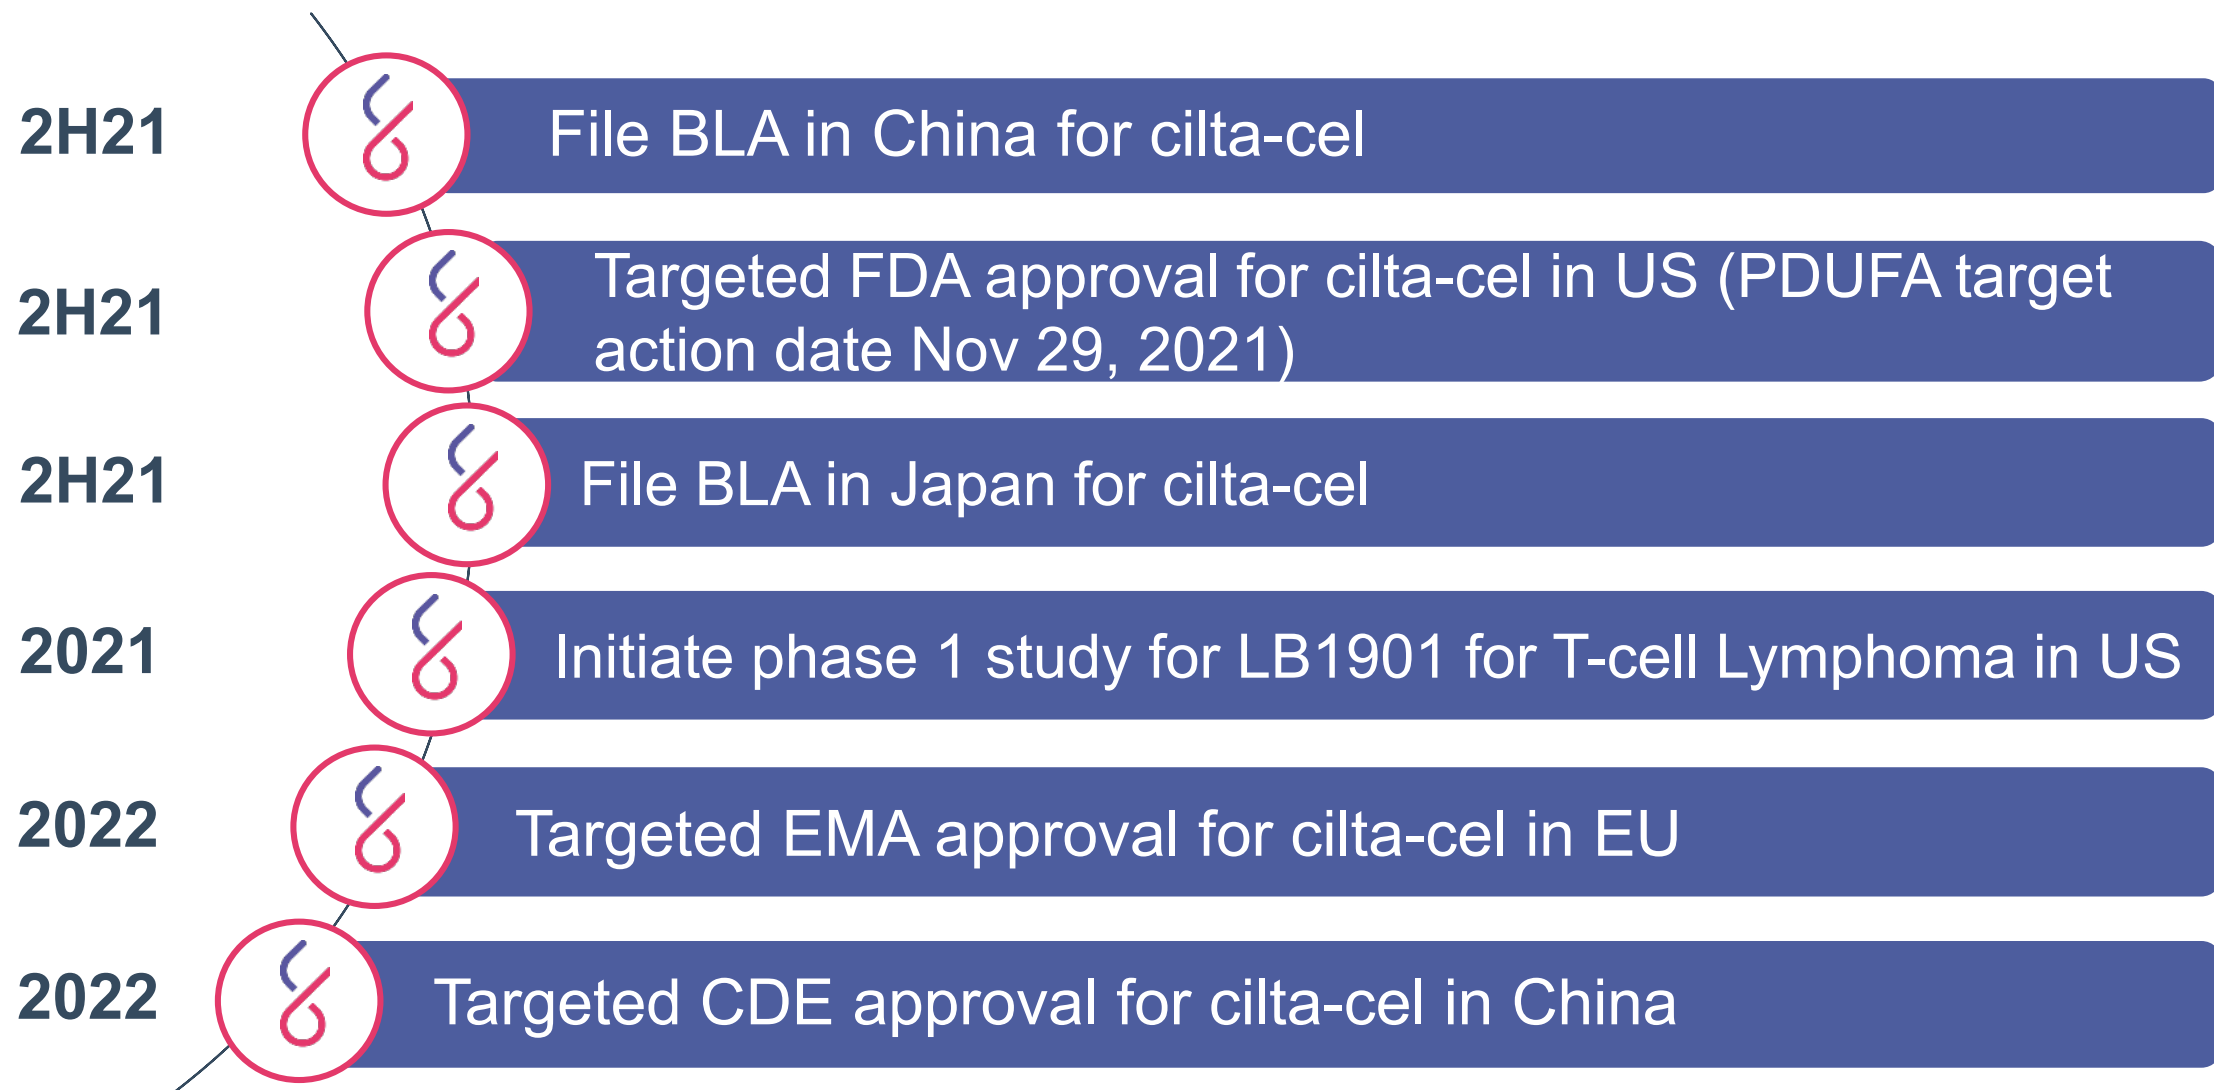 2H21
File BLA in China for cilta-cel
2H21
Targeted FDA approval for cilta-cel in US (PDUFA target
action date Nov 29, 2021)
2H21
File BLA in Japan for cilta-cel
2021
Initiate phase 1 study for LB1901 for T-cell Lymphoma in US
2022
Targeted EMA approval for cilta-cel in EU
2022
Targeted CDE approval for cilta-cel in China